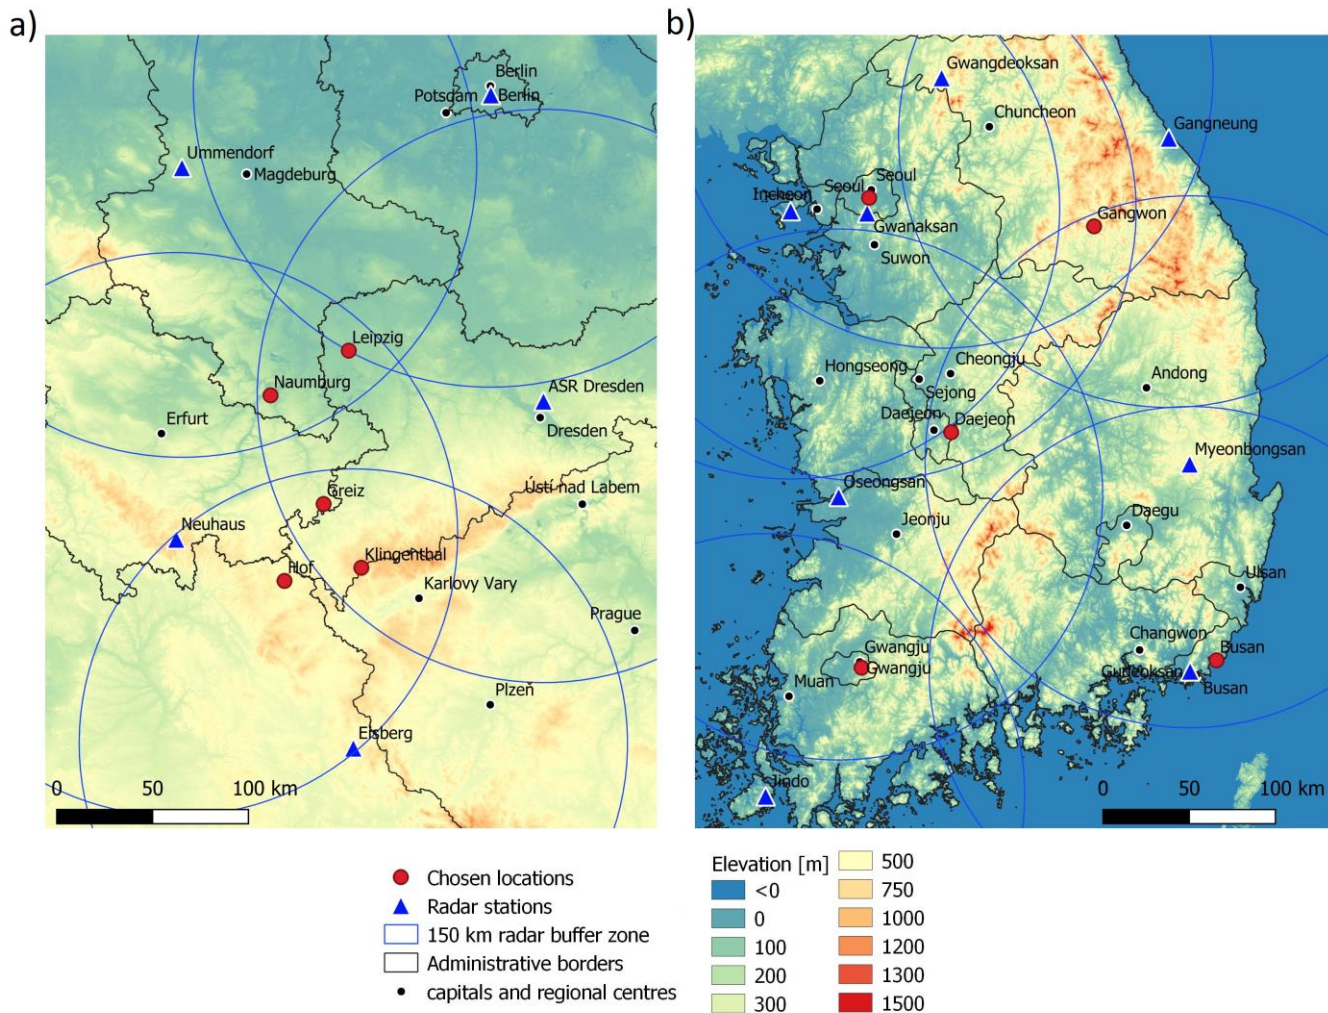 a)
Berlin
Potsdam
Berlin
Ummendorf
Magdeburg
Leipzig
Naumburg
ASR Dresden
Dresden
Erfurt
Ústí nad Labem
Greiz
Neuhaus
Klingenthal
Hof
Karlovy Vary
Prague
Plzeň
Eisberg
0 50 100 km
b)
Gwangdeoksan
Chuncheon
Gangneung
Seoul
Seoul
Incheon
Gangwon
Gwanaksan
Suwon
Hongseong
Cheongju
Sejong
Andong
Daejeon
Daejeon
Myeonbongsan
Oseongsan
Jeonju
Daegu
Ulsan
Changwon
Busan
Gwangju
Gwangju
Gudeoksan
Busan
Muan
Jindo
0 50 100 km
Chosen locations
Radar stations
150 km radar buffer zone
Administrative borders
capitals and regional centres
Elevation [m]
<0
0
100
200
300
500
750
1000
1200
1300
1500